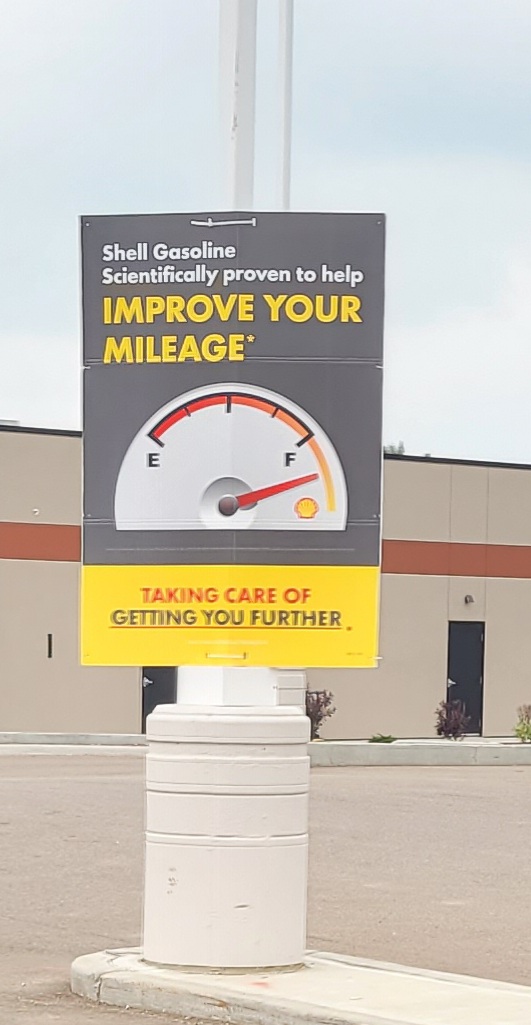 Shell Gasoline
Scientifically proven to help
IMPROVE YOUR
MILEAGE*
E F
TAKING CARE OF
GETTING YOU FURTHER